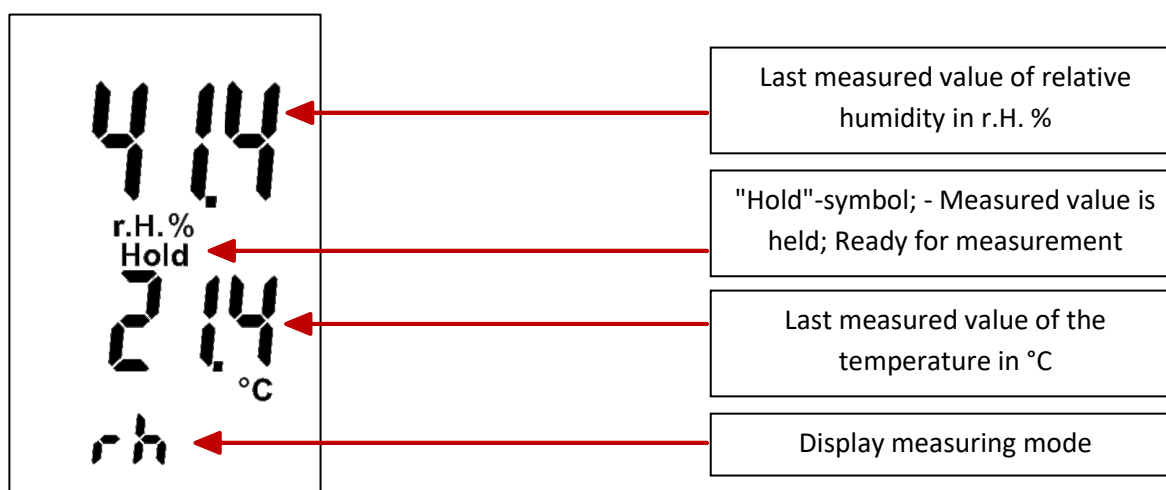 41.4
r.H.%
Hold
21.4
°C
rh
Last measured value of relative
humidity in r.H. %
"Hold"-symbol; - Measured value is
held; Ready for measurement
Last measured value of the
temperature in °C
Display measuring mode